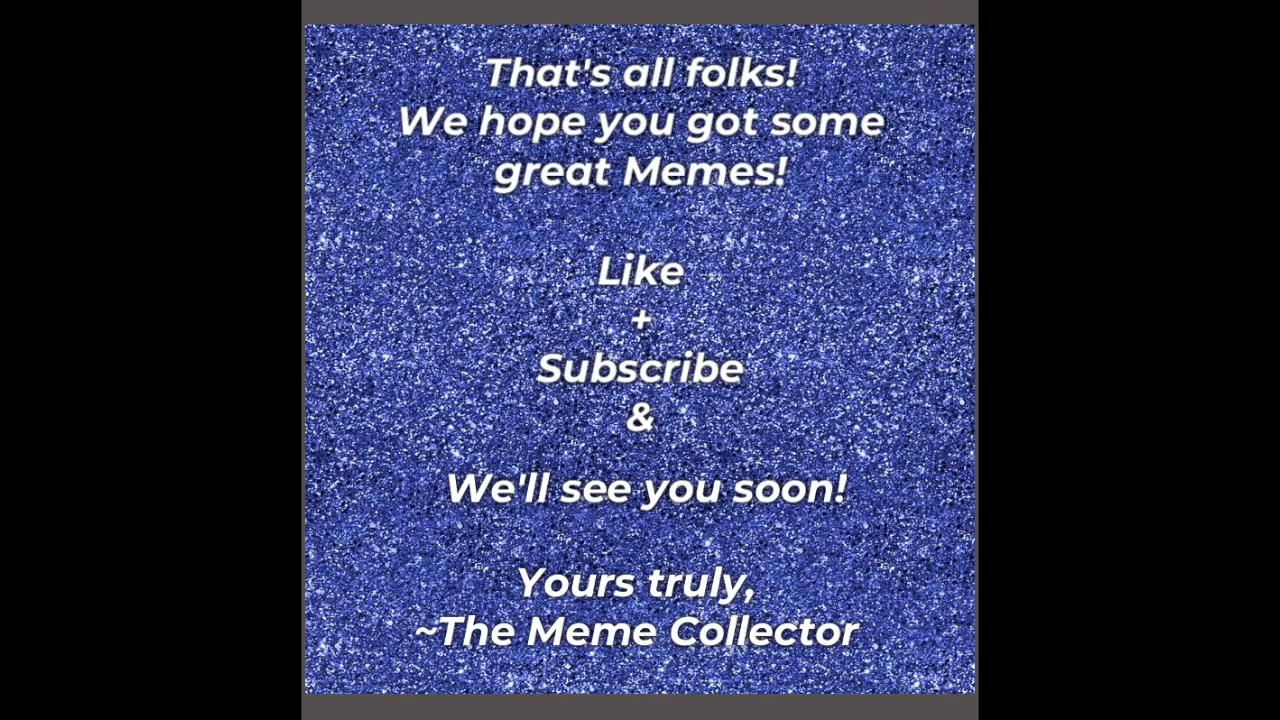 That's all folks!
We hope you got some
great Memes!
Like
+
Subscribe
&
We'll see you soon!
Yours truly,
~The Meme Collector